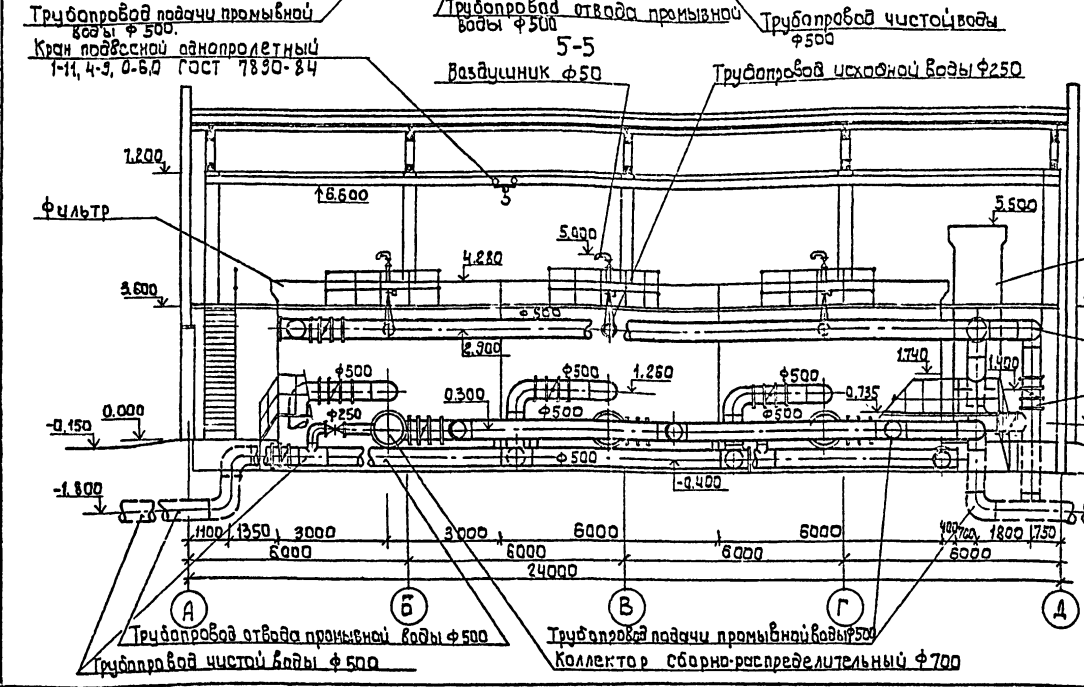 Трубопровод подачи промывной
воды ф 500.
Трубопровод отвода промывной
воды ф500
Трубопровод чистой воды
ф500
Кран подвесной однопролетный
1-11, 4-9, 0-6,0 ГОСТ 7890-84
5-5
Воздушник ф50
Трубопровод исходной воды ф250
7.200
6.600
фильтр
5.000
5.500
4.280
3.600
ф500
2.900
1.740
1.400
ф500
ф500
1.260
ф500
0.300
ф500
0.735
ф500
ф250
0.000
-0.150
ф500
-0.400
-1.800
1100
1350
3000
3000
6000
6000
400
700
1800
750
6000
6000
6000
6000
24000
А
Б
В
Г
Д
Трубопровод отвода промывной воды ф500
Трубопровод подачи промывной воды ф500
Трубопровод чистой воды ф500
Коллектор сборно-распределительный ф700